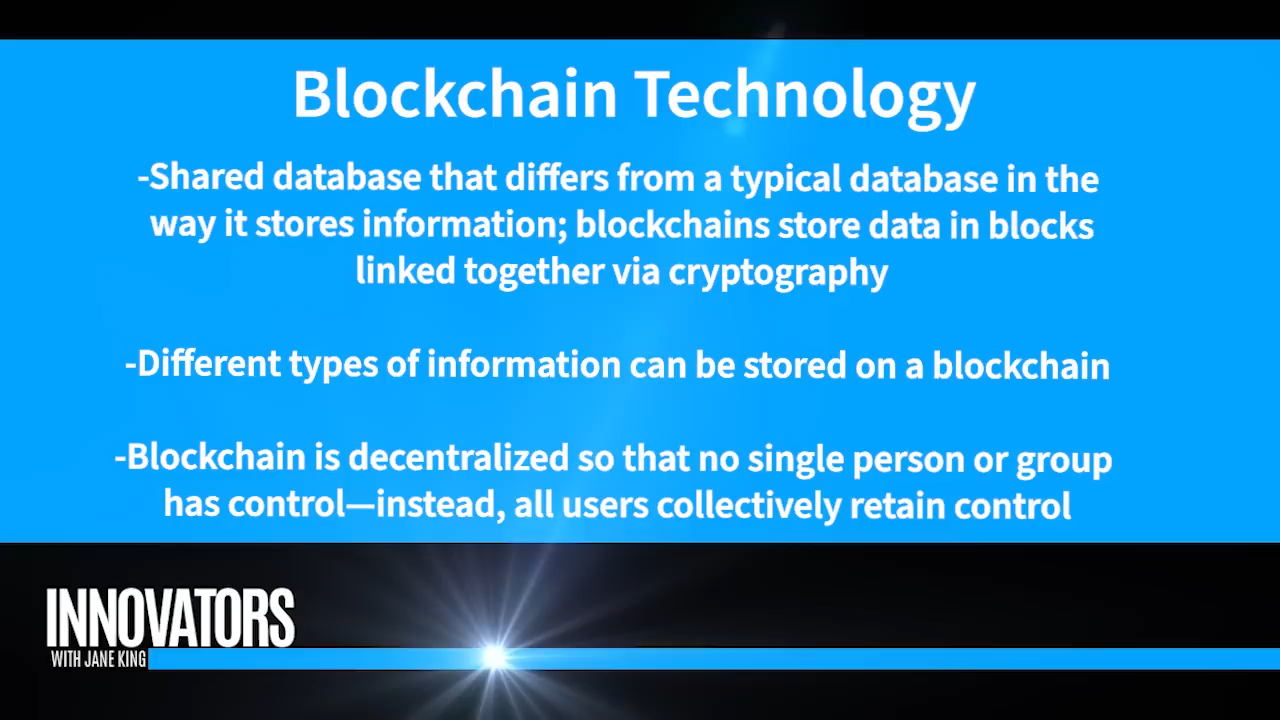 Blockchain Technology
-Shared database that differs from a typical database in the
way it stores information; blockchains store data in blocks
linked together via cryptography
-Different types of information can be stored on a blockchain
-Blockchain is decentralized so that no single person or group
has control—instead, all users collectively retain control
INNOVATORS
WITH JANE KING